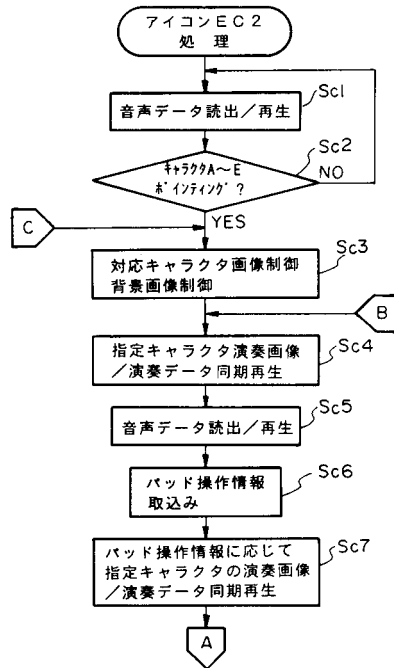 アイコンEC2
処 理
Sc1
音声データ読出/再生
Sc2
キャラクタA～E
ポインティング?
NO
YES
C
Sc3
対応キャラクタ画像制御
背景画像制御
B
Sc4
指定キャラクタ演奏画像
/演奏データ同期再生
Sc5
音声データ読出/再生
Sc6
パッド操作情報
取込み
Sc7
パッド操作情報に応じて
指定キャラクタの演奏画像
/演奏データ同期再生
A